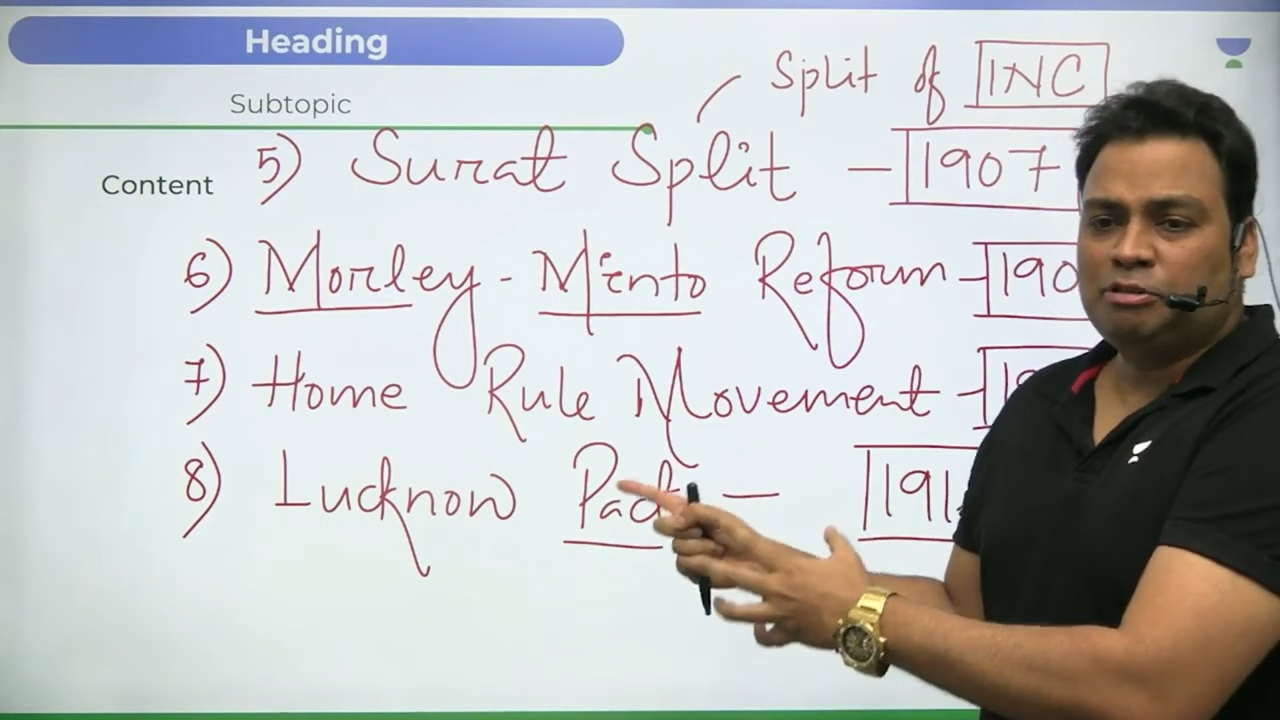 Heading
Subtopic
Content
Split of INC
5) Surat Split - 1907
6) Morley - Minto Reform - 190
7) Home Rule Movement - 19
8) Lucknow Pact - 191